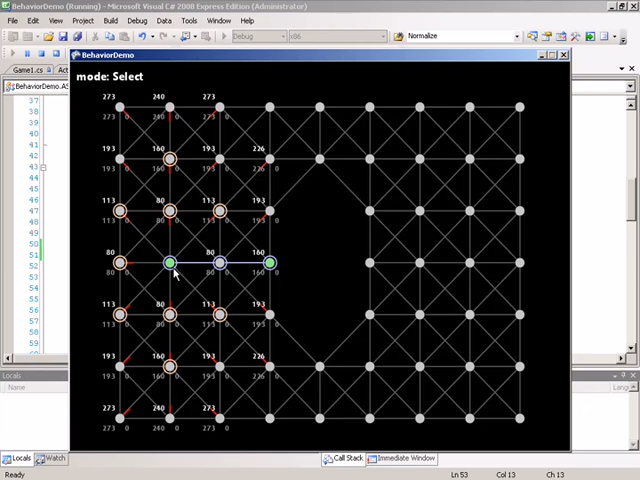 BehaviorDemo (Running) - Microsoft Visual C# 2008 Express Edition (Administrator)
File Edit View Project Build Debug Data Tools Window Help
Debug x86 Normalize
Game1.cs
BehaviorDemo
mode: Select
273 240 273
273 0 240 0 273 0
193 160 193 226
193 0 160 0 193 0 226 0
113 80 113 193
113 0 80 0 113 0 193 0
80 80 160
80 0 80 0 160 0
113 80 113 193
113 0 80 0 113 0 193 0
193 160 193 226
193 0 160 0 193 0 226 0
273 240 273
273 0 240 0 273 0
37
38
39
40
41
42
43
44
45
46
47
48
49
50
51
52
53
54
55
56
57
58
59
60
Locals
Name
Locals Watch
Call Stack Immediate Window
Ready Ln 53 Col 13 Ch 13